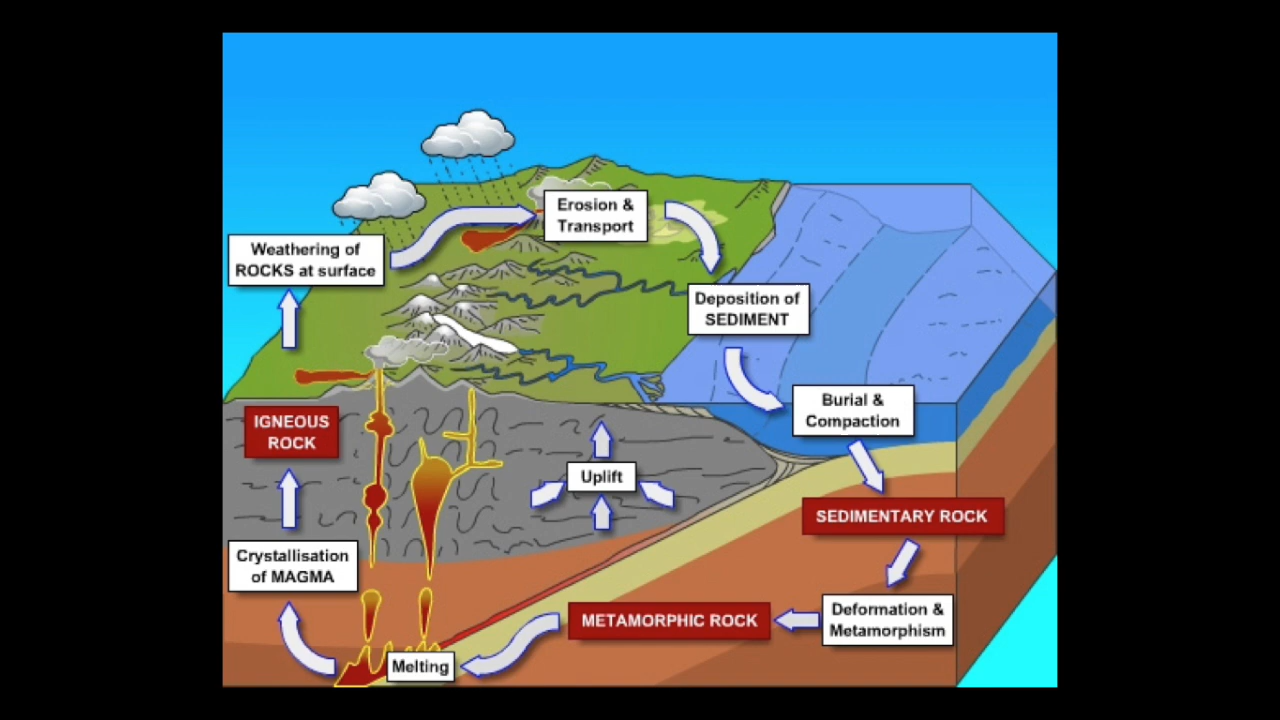 Erosion &
Transport
Weathering of
ROCKS at surface
Deposition of
SEDIMENT
Burial &
Compaction
IGNEOUS
ROCK
Uplift
SEDIMENTARY ROCK
Crystallisation
of MAGMA
Deformation &
Metamorphism
METAMORPHIC ROCK
Melting